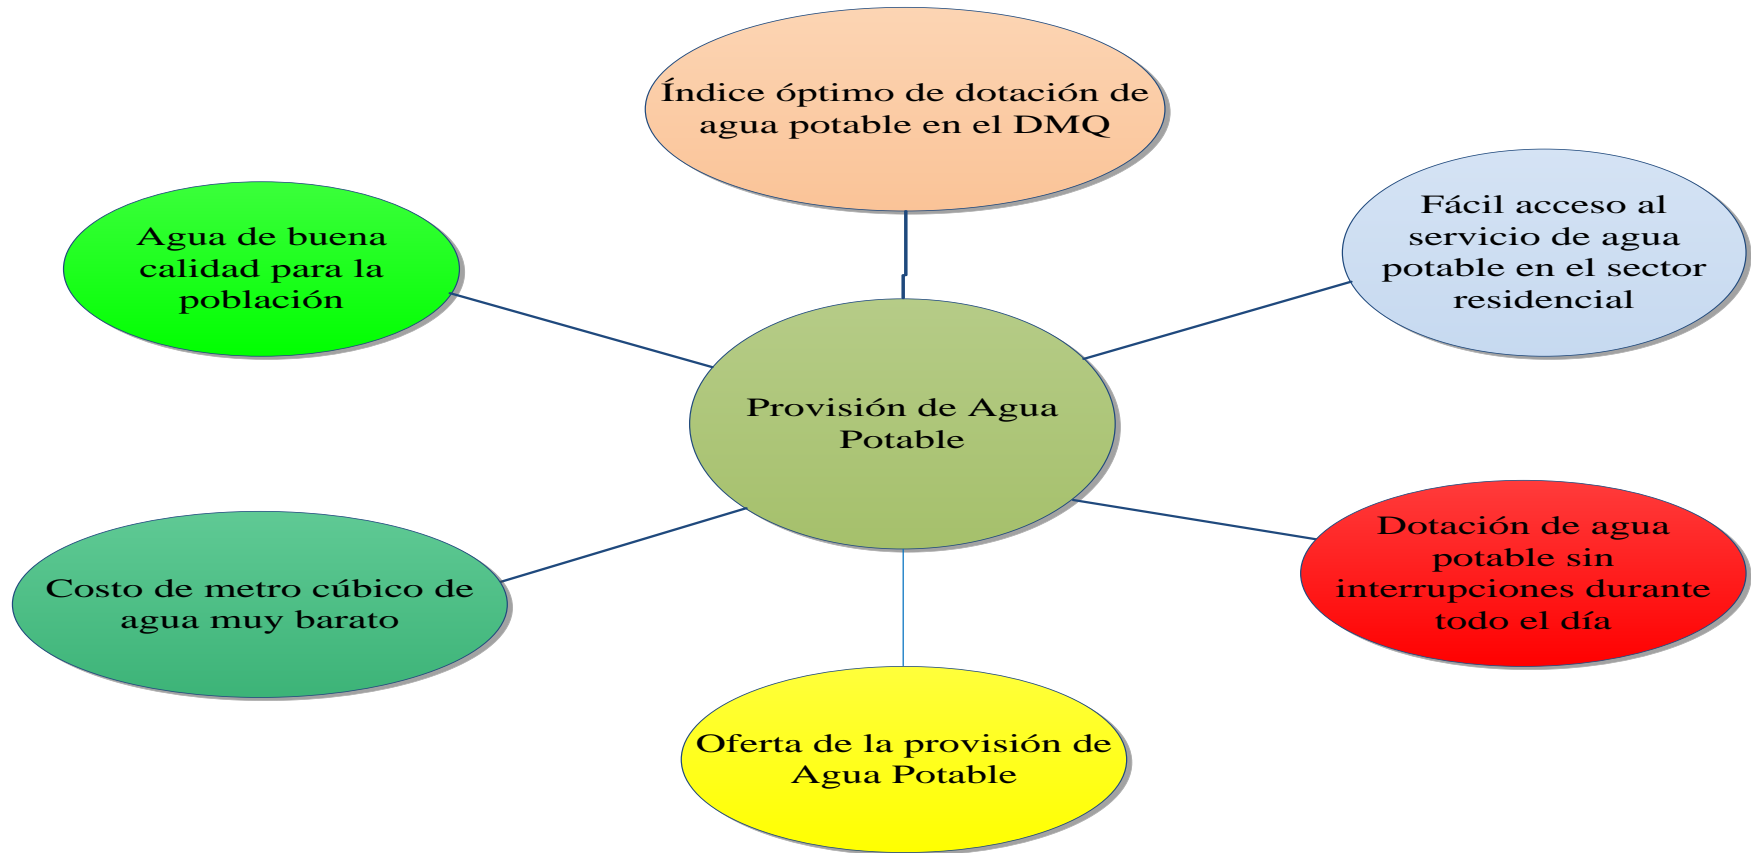 Índice óptimo de dotación de
agua potable en el DMQ
Fácil acceso al
servicio de agua
potable en el sector
residencial
Agua de buena
calidad para la
población
Provisión de Agua
Potable
Dotación de agua
potable sin
interrupciones durante
todo el día
Costo de metro cúbico de
agua muy barato
Oferta de la provisión de
Agua Potable